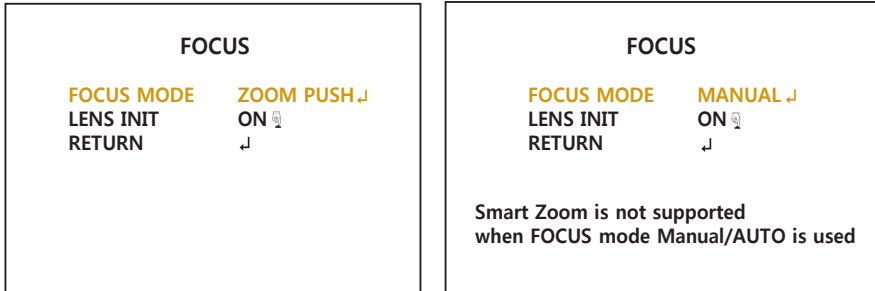 FOCUS
FOCUS MODE ZOOM PUSH↲
LENS INIT ON☟
RETURN ↲
FOCUS
FOCUS MODE MANUAL↲
LENS INIT ON☟
RETURN ↲
Smart Zoom is not supported
when FOCUS mode Manual/AUTO is used